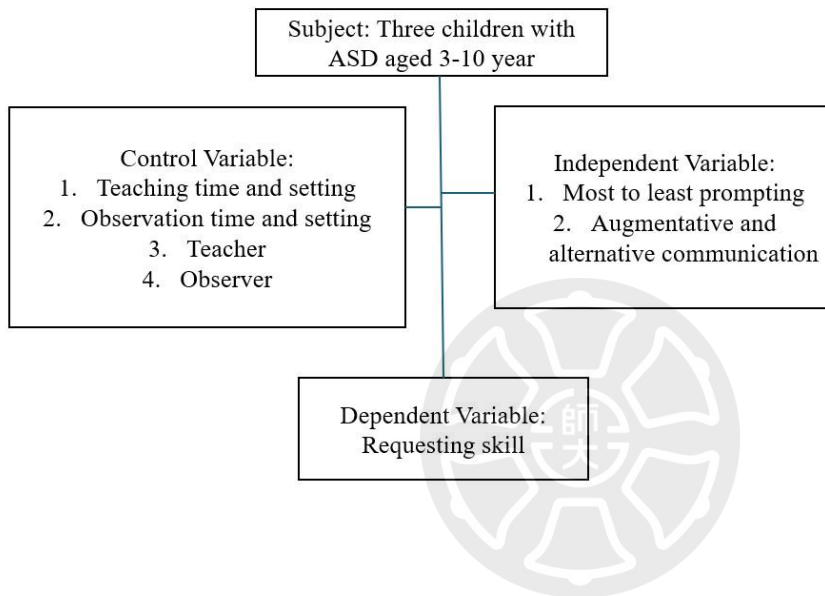 Subject: Three children with
ASD aged 3-10 year
Control Variable:
1. Teaching time and setting
2. Observation time and setting
3. Teacher
4. Observer
Independent Variable:
1. Most to least prompting
2. Augmentative and
alternative communication
Dependent Variable:
Requesting skill
師大